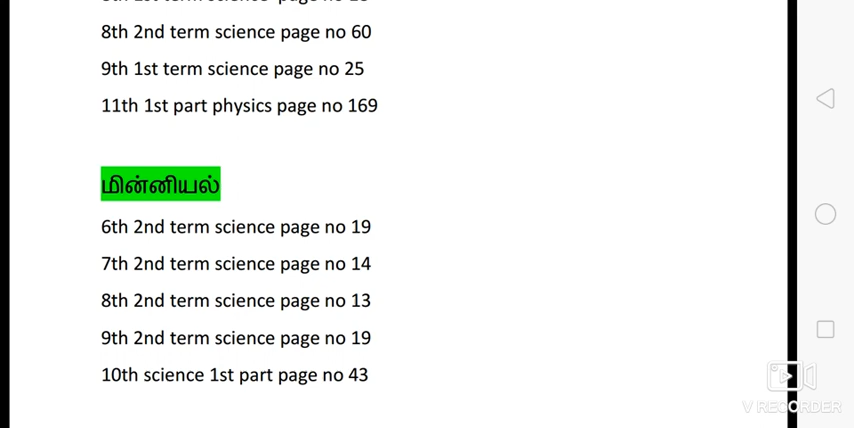 8th 2nd term science page no 60
9th 1st term science page no 25
11th 1st part physics page no 169
மின்னியல்
6th 2nd term science page no 19
7th 2nd term science page no 14
8th 2nd term science page no 13
9th 2nd term science page no 19
10th science 1st part page no 43
V RECORDER